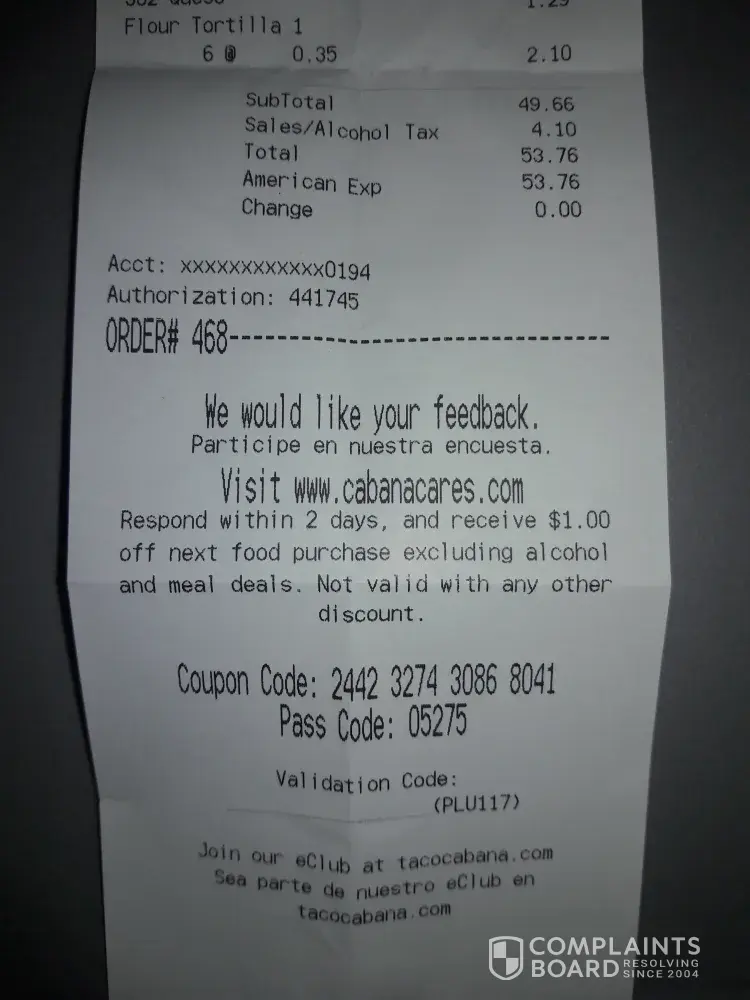 1.29
Flour Tortilla 1
6 @ 0.35 2.10
SubTotal 49.66
Sales/Alcohol Tax 4.10
Total 53.76
American Exp 53.76
Change 0.00
Acct: xxxxxxxxxxxx0194
Authorization: 441745
ORDER# 468--------------------------------
We would like your feedback.
Participe en nuestra encuesta.
Visit www.cabanacares.com
Respond within 2 days, and receive $1.00
off next food purchase excluding alcohol
and meal deals. Not valid with any other
discount.
Coupon Code: 2442 3274 3086 8041
Pass Code: 05275
Validation Code:
(PLU117)
Join our eClub at tacocabana.com
Sea parte de nuestro eClub en
tacocabana.com
COMPLAINTS
BOARD RESOLVING SINCE 2004